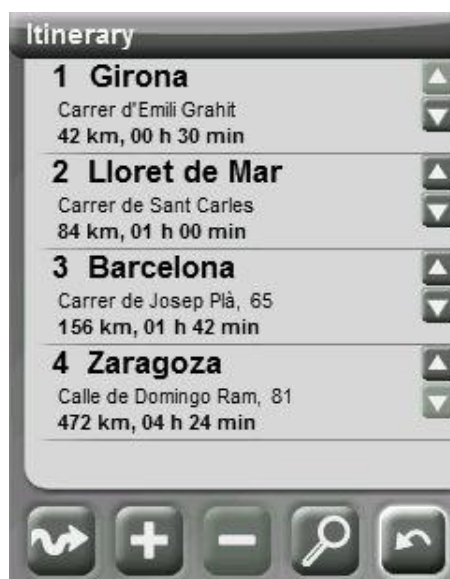 Itinerary
1 Girona
Carrer d'Emili Grahit
42 km, 00 h 30 min
2 Lloret de Mar
Carrer de Sant Carles
84 km, 01 h 00 min
3 Barcelona
Carrer de Josep Plà, 65
156 km, 01 h 42 min
4 Zaragoza
Calle de Domingo Ram, 81
472 km, 04 h 24 min